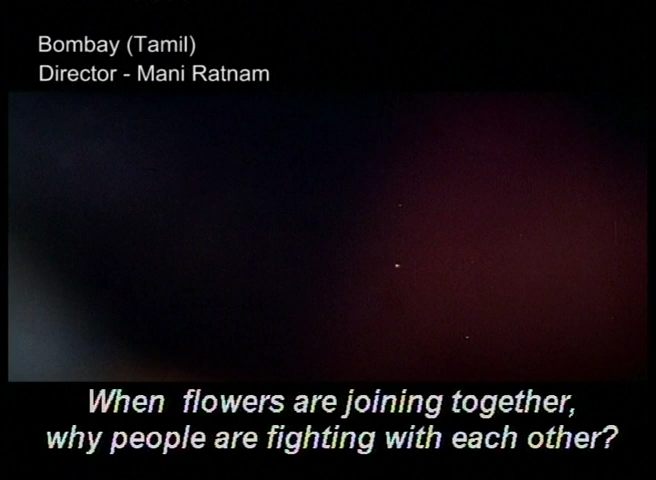 Bombay (Tamil)
Director - Mani Ratnam
When flowers are joining together,
why people are fighting with each other?